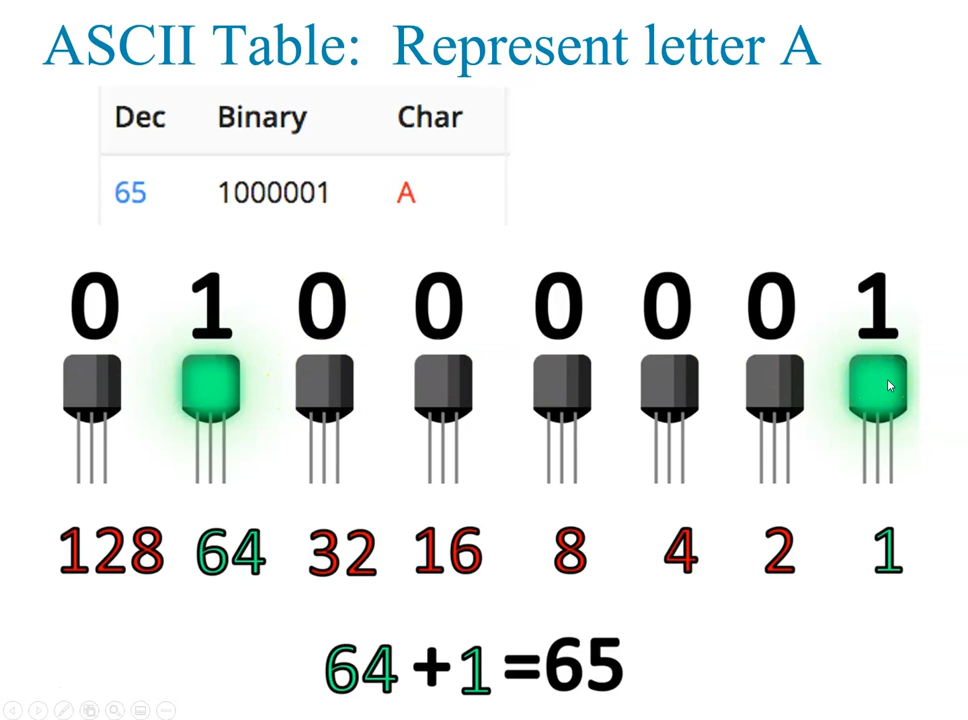 ASCII Table:  Represent letter A
Dec Binary Char
65 1000001 A
0 1 0 0 0 0 0 1
128 64 32 16 8 4 2 1
64 +1 =65